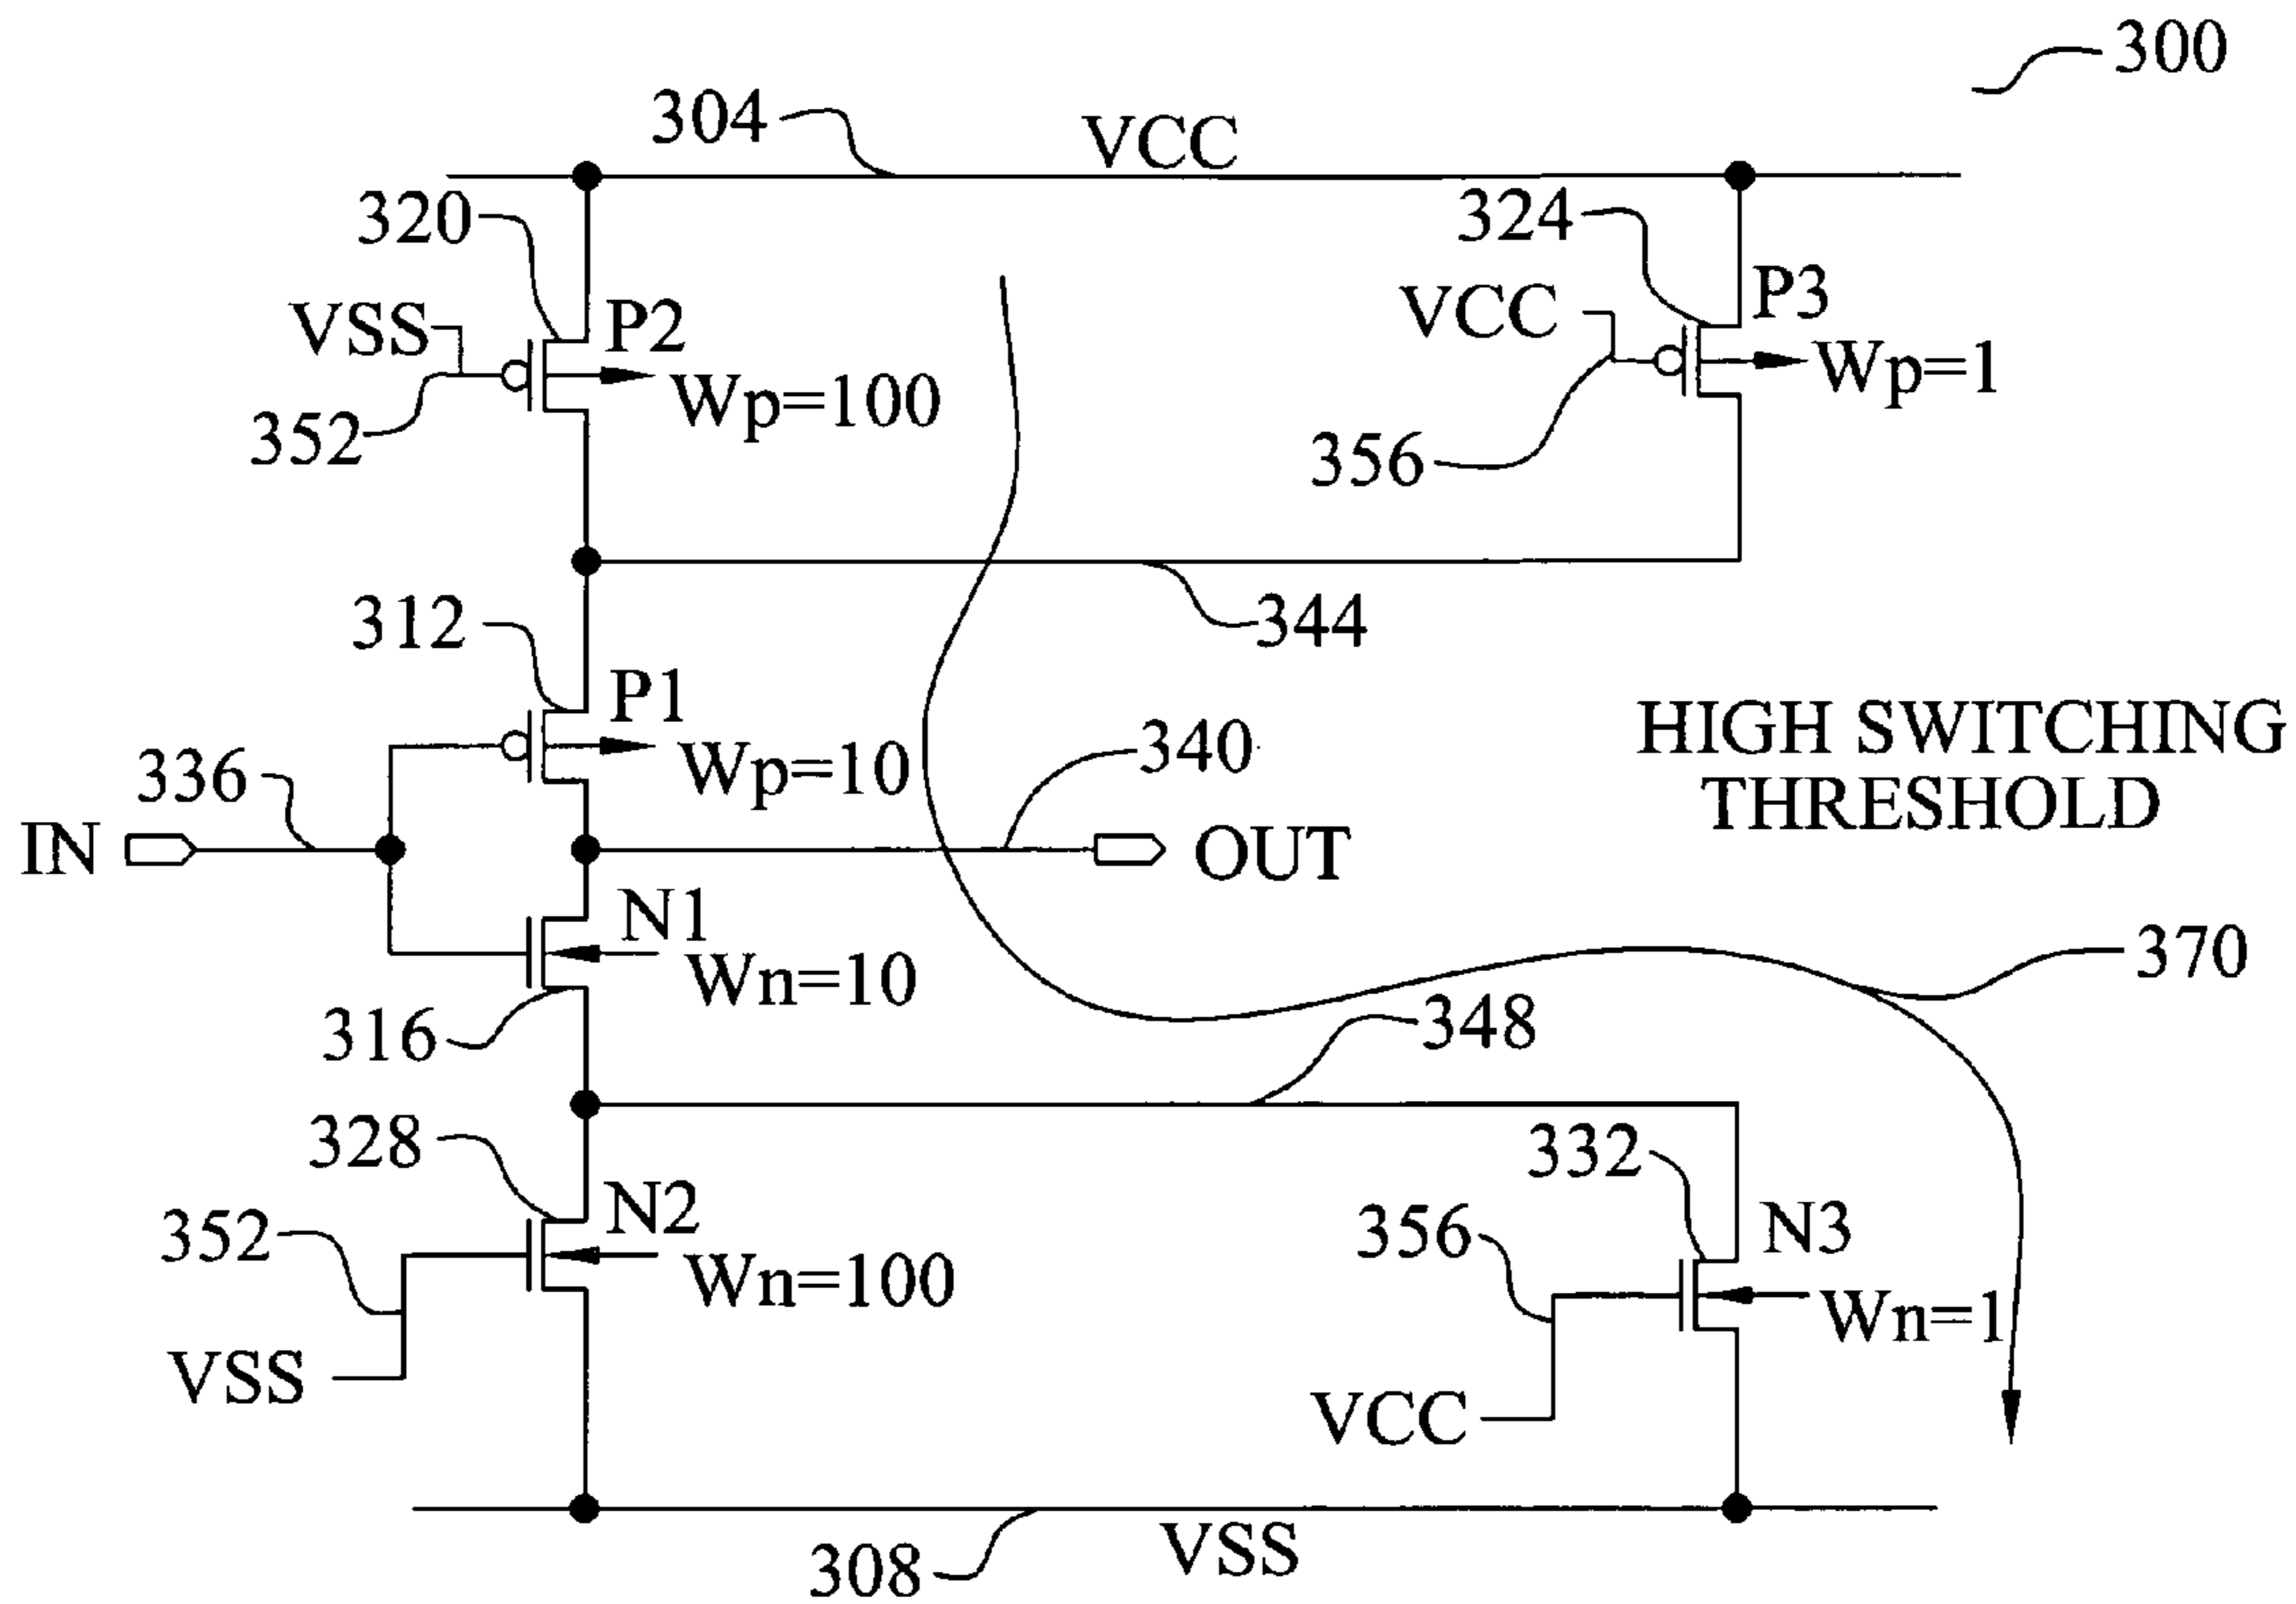 300
304
VCC
320
324
VSS
P2
VCC
P3
Wp=100
Wp=1
352
356
312
344
P1
HIGH SWITCHING
THRESHOLD
336
Wp=10
340
IN
OUT
N1
Wn=10
370
316
348
328
332
352
N2
356
N3
Wn=100
Wn=1
VSS
VCC
308
VSS